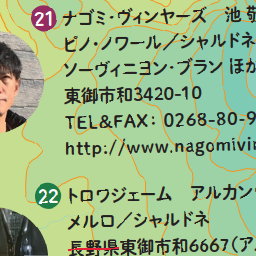 21 ナゴミ・ヴィンヤーズ 池
ピノ・ノワール／シャルドネ
ソーヴィニヨン・ブラン ほか
東御市和3420-10
TEL&FAX: 0268-80-9
http://www.nagomivin
22 トロワジェーム アルカン
メルロ／シャルドネ
長野県東御市和6667（ア